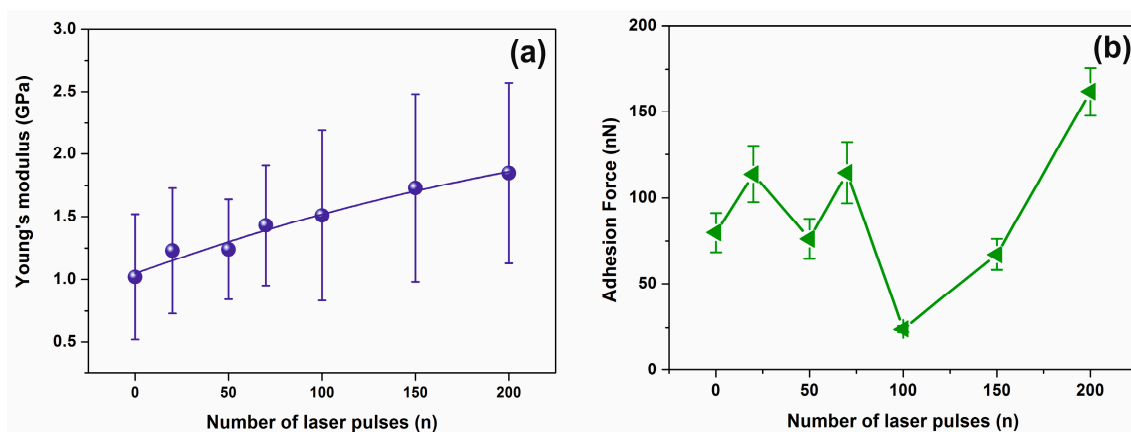 (a)
Young's modulus (GPa)
3.0
2.5
2.0
1.5
1.0
0.5
0 50 100 150 200
Number of laser pulses (n)
(b)
Adhesion Force (nN)
200
150
100
50
0
0 50 100 150 200
Number of laser pulses (n)